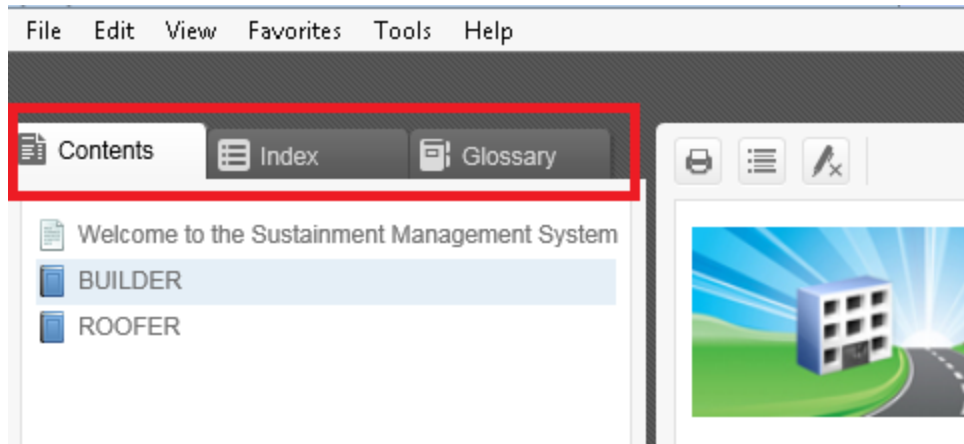 File Edit View Favorites Tools Help
Contents Index Glossary
Welcome to the Sustainment Management System
BUILDER
ROOFER